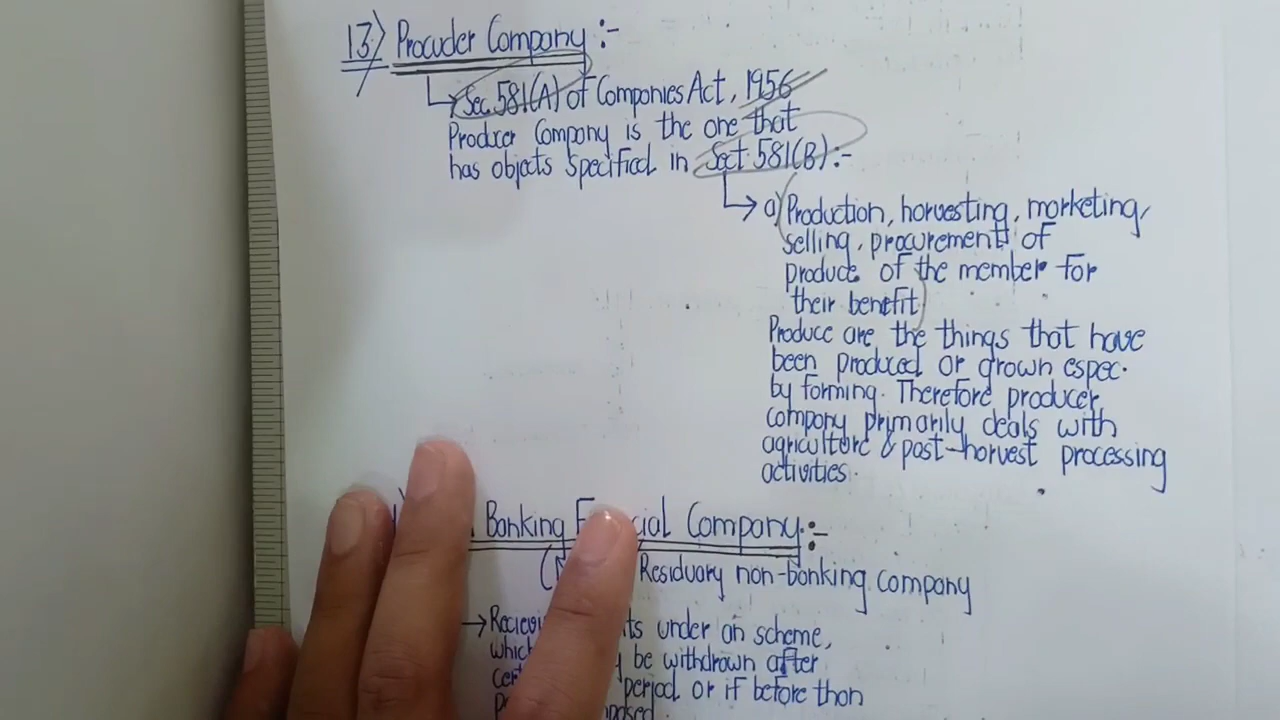 13) Procuder Company :-
Sec. 581(A) of Companies Act, 1956
Producer Company is the one that
has objects specified in Sect 581(B) :-
a) Production, harvesting, marketing,
selling, procurement of
produce of the member for
their benefit
Produce are the things that have
been produced or grown espec.
by farming. Therefore producer
company primarily deals with
agriculture & post-harvest processing
activities.
Banking Company :-
Residuary non-banking company
under an scheme,
be withdrawn after
period or if before than